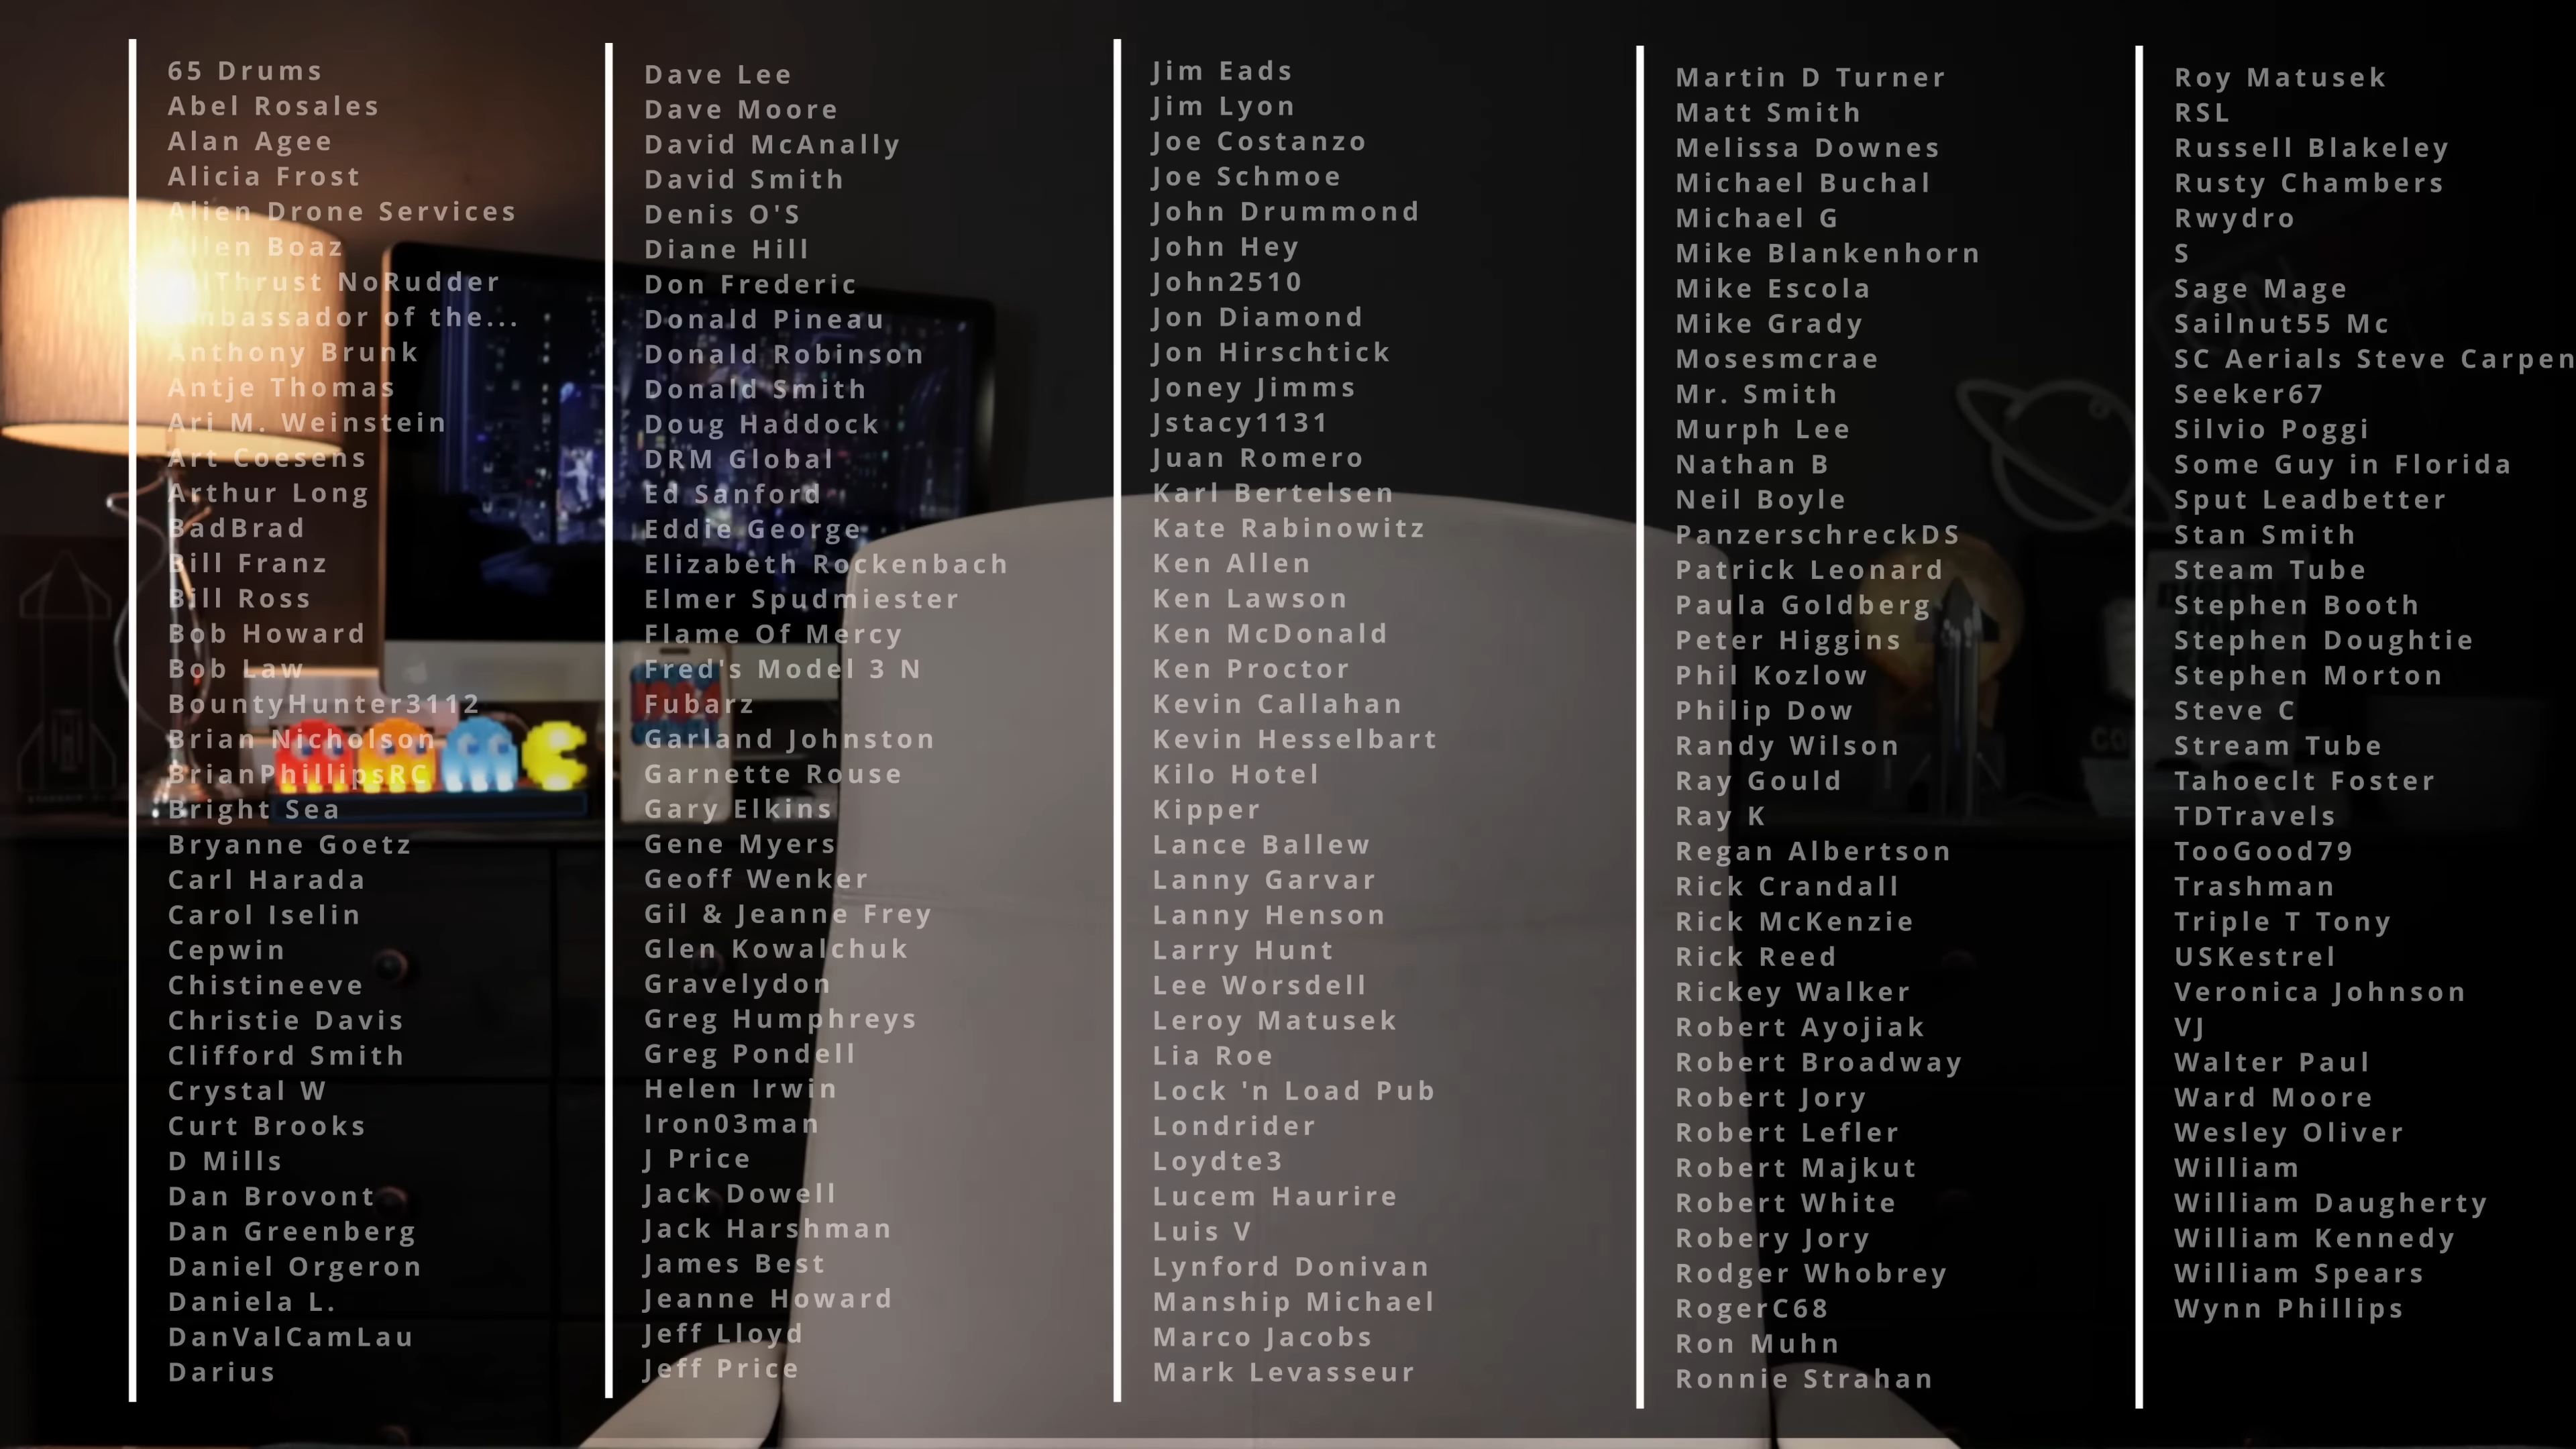 65 Drums
Abel Rosales
Alan Agee
Alicia Frost
Alien Drone Services
Allen Boaz
AllThrust NoRudder
Ambassador of the...
Anthony Brunk
Antje Thomas
Ari M. Weinstein
Art Coesens
Arthur Long
BadBrad
Bill Franz
Bill Ross
Bob Howard
Bob Law
BountyHunter3112
Brian Nicholson
BrianPhillipsRC
Bright Sea
Bryanne Goetz
Carl Harada
Carol Iselin
Cepwin
Chistineeve
Christie Davis
Clifford Smith
Crystal W
Curt Brooks
D Mills
Dan Brovont
Dan Greenberg
Daniel Orgeron
Daniela L.
DanValCamLau
Darius
Dave Lee
Dave Moore
David McAnally
David Smith
Denis O'S
Diane Hill
Don Frederic
Donald Pineau
Donald Robinson
Donald Smith
Doug Haddock
DRM Global
Ed Sanford
Eddie George
Elizabeth Rockenbach
Elmer Spudmiester
Flame Of Mercy
Fred's Model 3 N
Fubarz
Garland Johnston
Garnette Rouse
Gary Elkins
Gene Myers
Geoff Wenker
Gil & Jeanne Frey
Glen Kowalchuk
Gravelydon
Greg Humphreys
Greg Pondell
Helen Irwin
Iron03man
J Price
Jack Dowell
Jack Harshman
James Best
Jeanne Howard
Jeff Lloyd
Jeff Price
Jim Eads
Jim Lyon
Joe Costanzo
Joe Schmoe
John Drummond
John Hey
John2510
Jon Diamond
Jon Hirschtick
Joney Jimms
Jstacy1131
Juan Romero
Karl Bertelsen
Kate Rabinowitz
Ken Allen
Ken Lawson
Ken McDonald
Ken Proctor
Kevin Callahan
Kevin Hesselbart
Kilo Hotel
Kipper
Lance Ballew
Lanny Garvar
Lanny Henson
Larry Hunt
Lee Worsdell
Leroy Matusek
Lia Roe
Lock 'n Load Pub
Londrider
Loydte3
Lucem Haurire
Luis V
Lynford Donivan
Manship Michael
Marco Jacobs
Mark Levasseur
Martin D Turner
Matt Smith
Melissa Downes
Michael Buchal
Michael G
Mike Blankenhorn
Mike Escola
Mike Grady
Mosesmcrae
Mr. Smith
Murph Lee
Nathan B
Neil Boyle
PanzerschreckDS
Patrick Leonard
Paula Goldberg
Peter Higgins
Phil Kozlow
Philip Dow
Randy Wilson
Ray Gould
Ray K
Regan Albertson
Rick Crandall
Rick McKenzie
Rick Reed
Rickey Walker
Robert Ayojiak
Robert Broadway
Robert Jory
Robert Lefler
Robert Majkut
Robert White
Robery Jory
Rodger Whobrey
RogerC68
Ron Muhn
Ronnie Strahan
Roy Matusek
RSL
Russell Blakeley
Rusty Chambers
Rwydro
S
Sage Mage
Sailnut55 Mc
SC Aerials Steve Carpen
Seeker67
Silvio Poggi
Some Guy in Florida
Sput Leadbetter
Stan Smith
Steam Tube
Stephen Booth
Stephen Doughtie
Stephen Morton
Steve C
Stream Tube
Tahoeclt Foster
TDTravels
TooGood79
Trashman
Triple T Tony
USKestrel
Veronica Johnson
VJ
Walter Paul
Ward Moore
Wesley Oliver
William
William Daugherty
William Kennedy
William Spears
Wynn Phillips